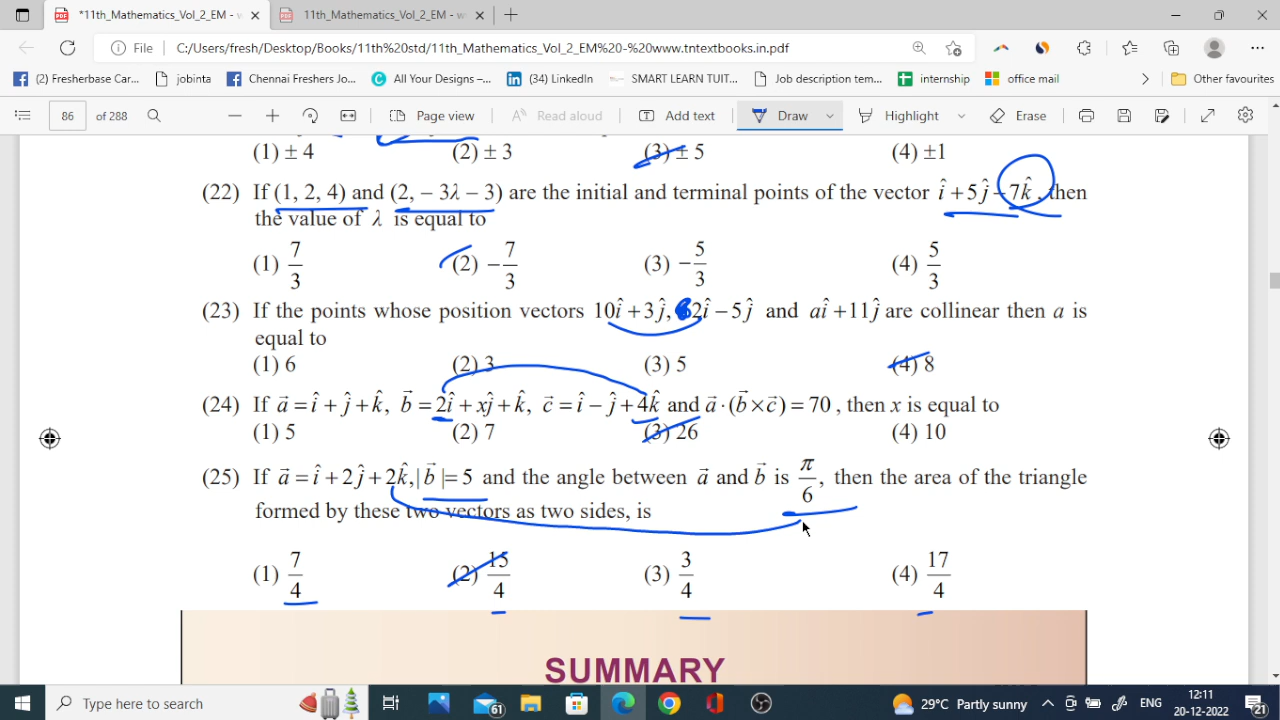 *11th_Mathematics_Vol_2_EM - w
11th_Mathematics_Vol_2_EM - w
File C:/Users/fresh/Desktop/Books/11th%20std/11th_Mathematics_Vol_2_EM%20-%20www.tntextbooks.in.pdf
(2) Fresherbase Car... jobinta Chennai Freshers Jo... All Your Designs –... (34) LinkedIn SMART LEARN TUIT... Job description tem... internship office mail Other favourites
86 of 288 Page view Read aloud Add text Draw Highlight Erase
(1) ± 4 (2) ± 3 (3) ± 5 (4) ±1
(22) If (1, 2, 4) and (2, − 3λ − 3) are the initial and terminal points of the vector î + 5ĵ − 7k̂, then
the value of λ is equal to
(1) 7/3 (2) −7/3 (3) −5/3 (4) 5/3
(23) If the points whose position vectors 10î + 3ĵ, 12î − 5ĵ and aî + 11ĵ are collinear then a is
equal to
(1) 6 (2) 3 (3) 5 (4) 8
(24) If a⃗ = î + ĵ + k̂, b⃗ = 2î + xĵ + k̂, c⃗ = î − ĵ + 4k̂ and a⃗ · (b⃗ × c⃗) = 70, then x is equal to
(1) 5 (2) 7 (3) 26 (4) 10
(25) If a⃗ = î + 2ĵ + 2k̂, |b⃗| = 5 and the angle between a⃗ and b⃗ is π/6, then the area of the triangle
formed by these two vectors as two sides, is
(1) 7/4 (2) 15/4 (3) 3/4 (4) 17/4
SUMMARY
Type here to search
61
29°C Partly sunny
ENG
12:11
20-12-2022
21